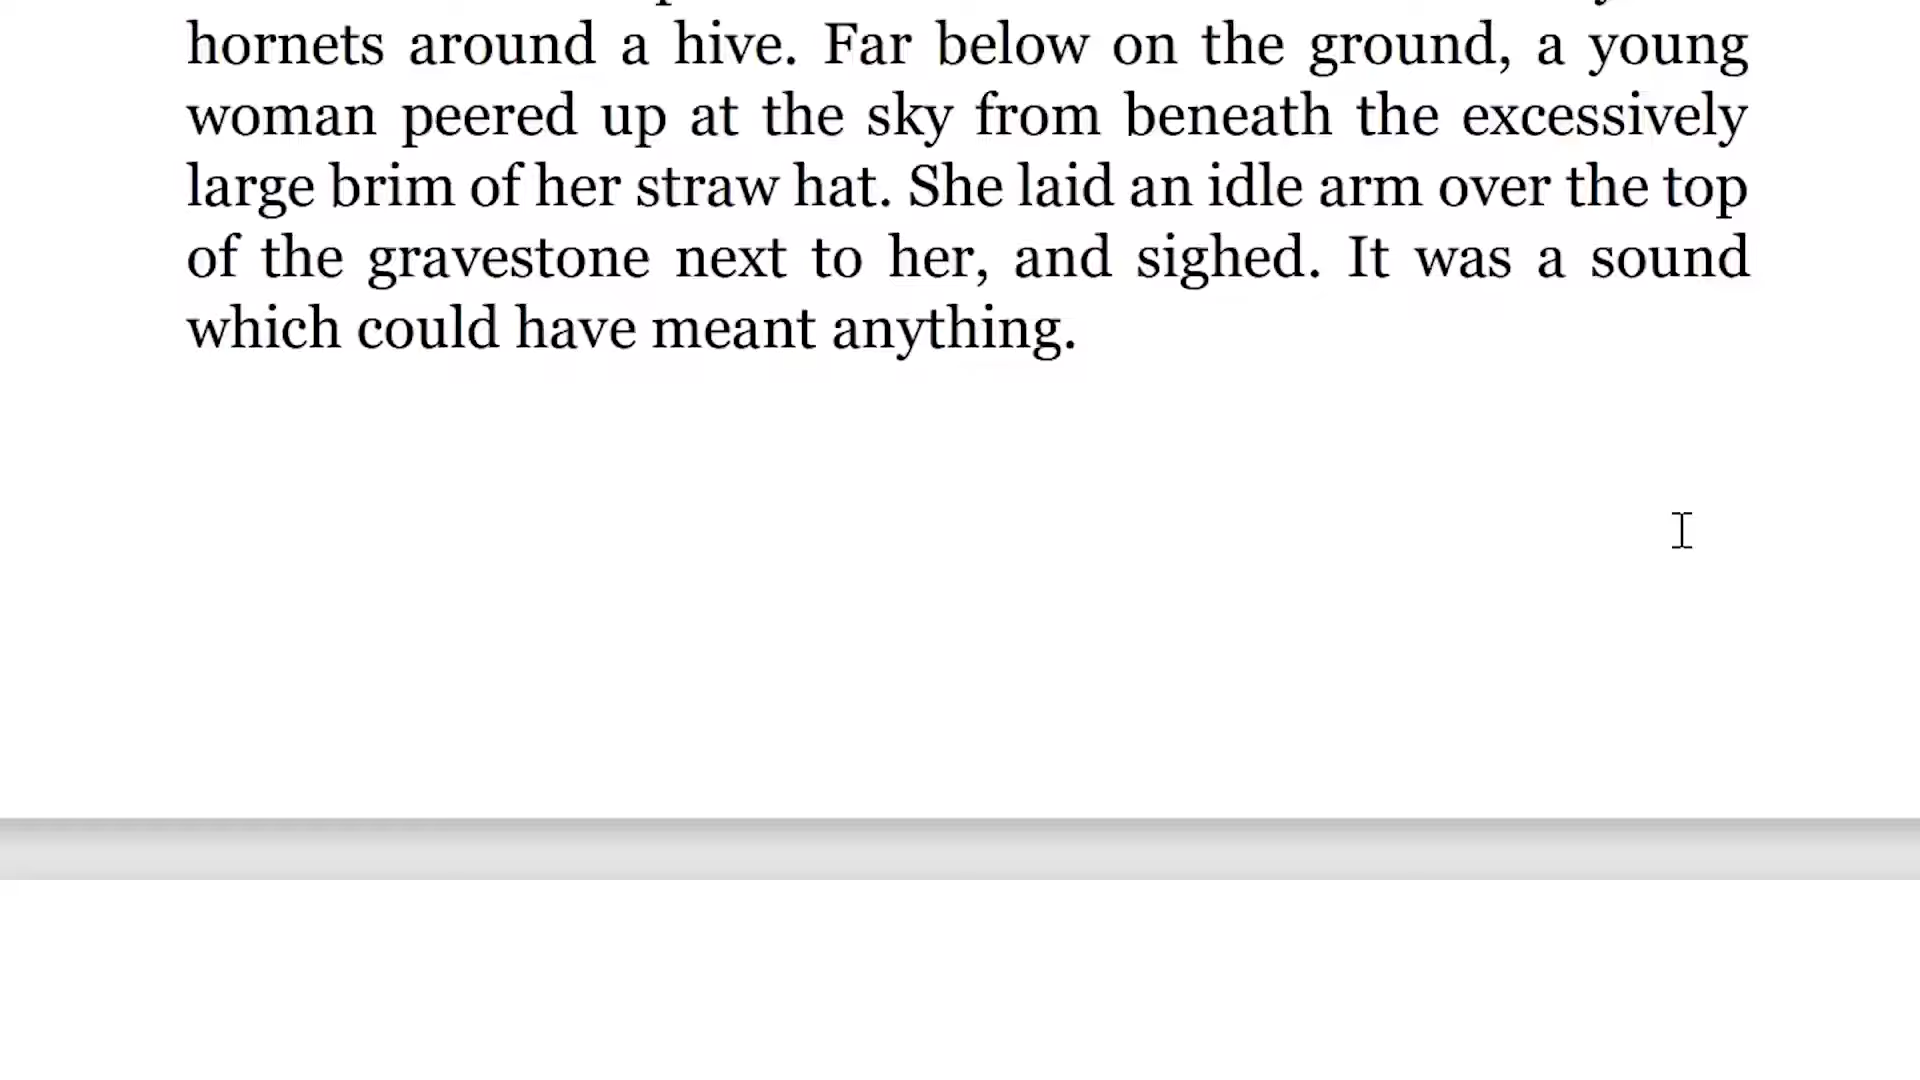 hornets around a hive. Far below on the ground, a young
woman peered up at the sky from beneath the excessively
large brim of her straw hat. She laid an idle arm over the top
of the gravestone next to her, and sighed. It was a sound
which could have meant anything.